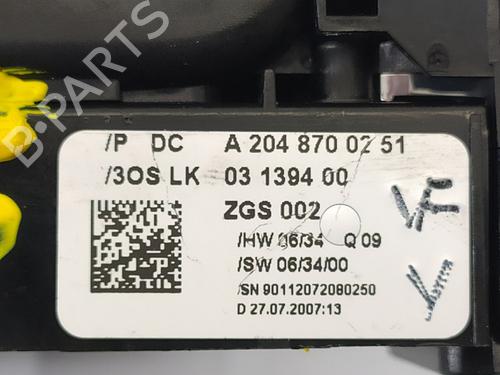 /P DC A 204 870 02 51
/3OS LK 03 1394 00
ZGS 002
/HW 06/34 Q 09
/SW 06/34/00
/SN 90112072080250
D 27.07.2007:13
VF
V
B-PARTS